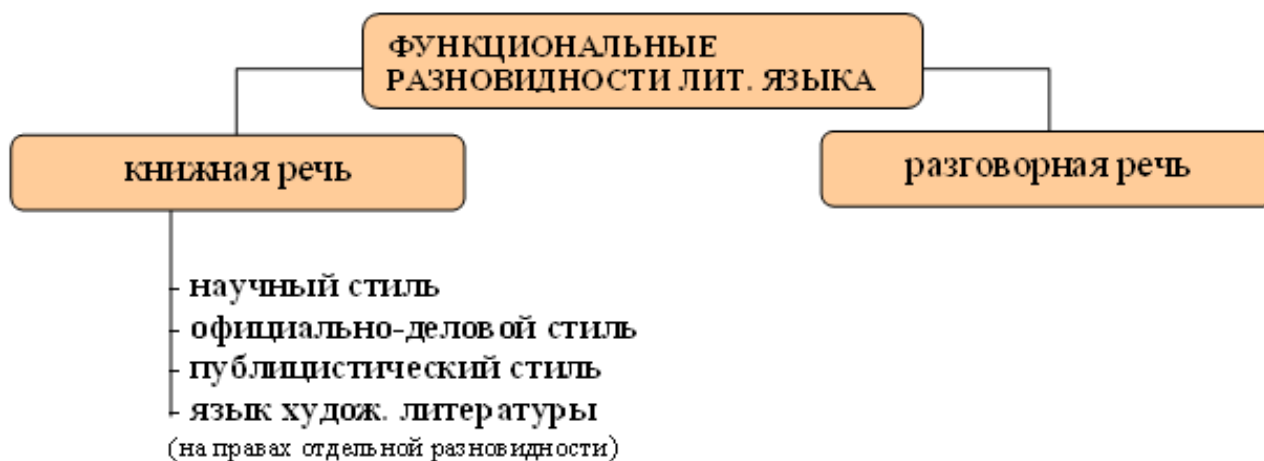 ФУНКЦИОНАЛЬНЫЕ
РАЗНОВИДНОСТИ ЛИТ. ЯЗЫКА
книжная речь
разговорная речь
- научный стиль
- официально-деловой стиль
- публицистический стиль
- язык худож. литературы
(на правах отдельной разновидности)